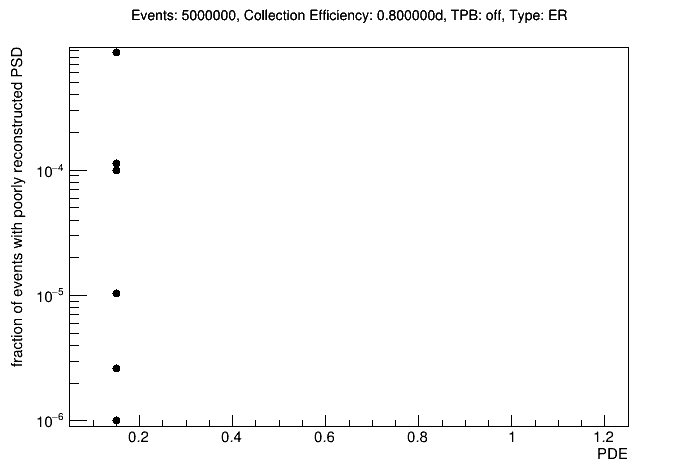 Events: 5000000, Collection Efficiency: 0.800000d, TPB: off, Type: ER
fraction of events with poorly reconstructed PSD
10⁻⁴
10⁻⁵
10⁻⁶
0.2 0.4 0.6 0.8 1 1.2
PDE